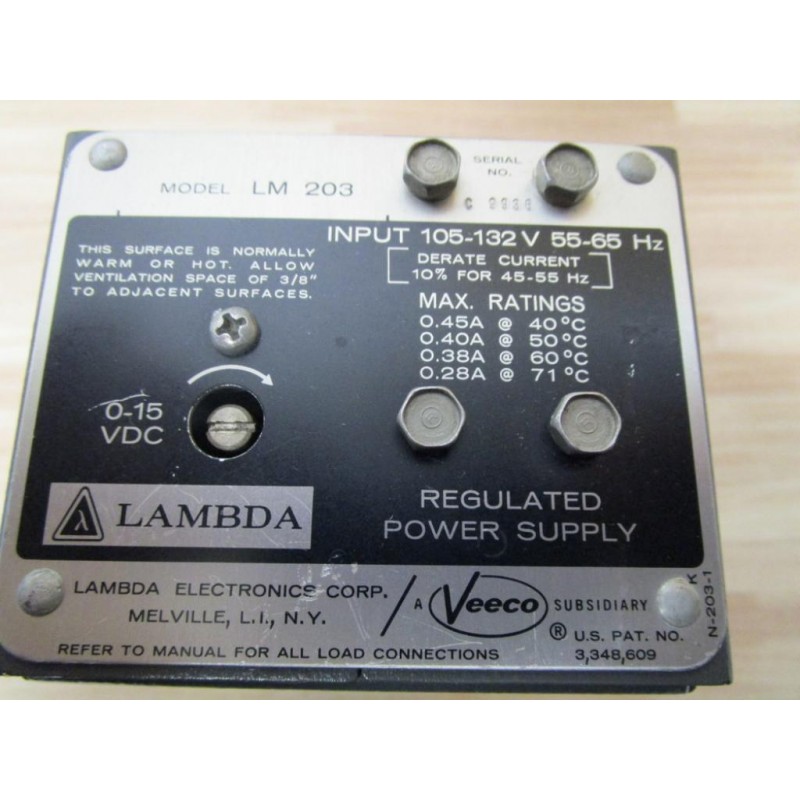 MODEL LM 203
SERIAL
NO.
INPUT 105-132V 55-65 Hz
DERATE CURRENT
10% FOR 45-55 Hz
THIS SURFACE IS NORMALLY
WARM OR HOT. ALLOW
VENTILATION SPACE OF 3/8"
TO ADJACENT SURFACES.
MAX. RATINGS
0.45A @ 40°C
0.40A @ 50°C
0.38A @ 60°C
0.28A @ 71°C
0-15
VDC
λ LAMBDA
REGULATED
POWER SUPPLY
LAMBDA ELECTRONICS CORP.
MELVILLE, L.I., N.Y.
/ A Veeco SUBSIDIARY
® U.S. PAT. NO.
3,348,609
REFER TO MANUAL FOR ALL LOAD CONNECTIONS
N-203-1 K